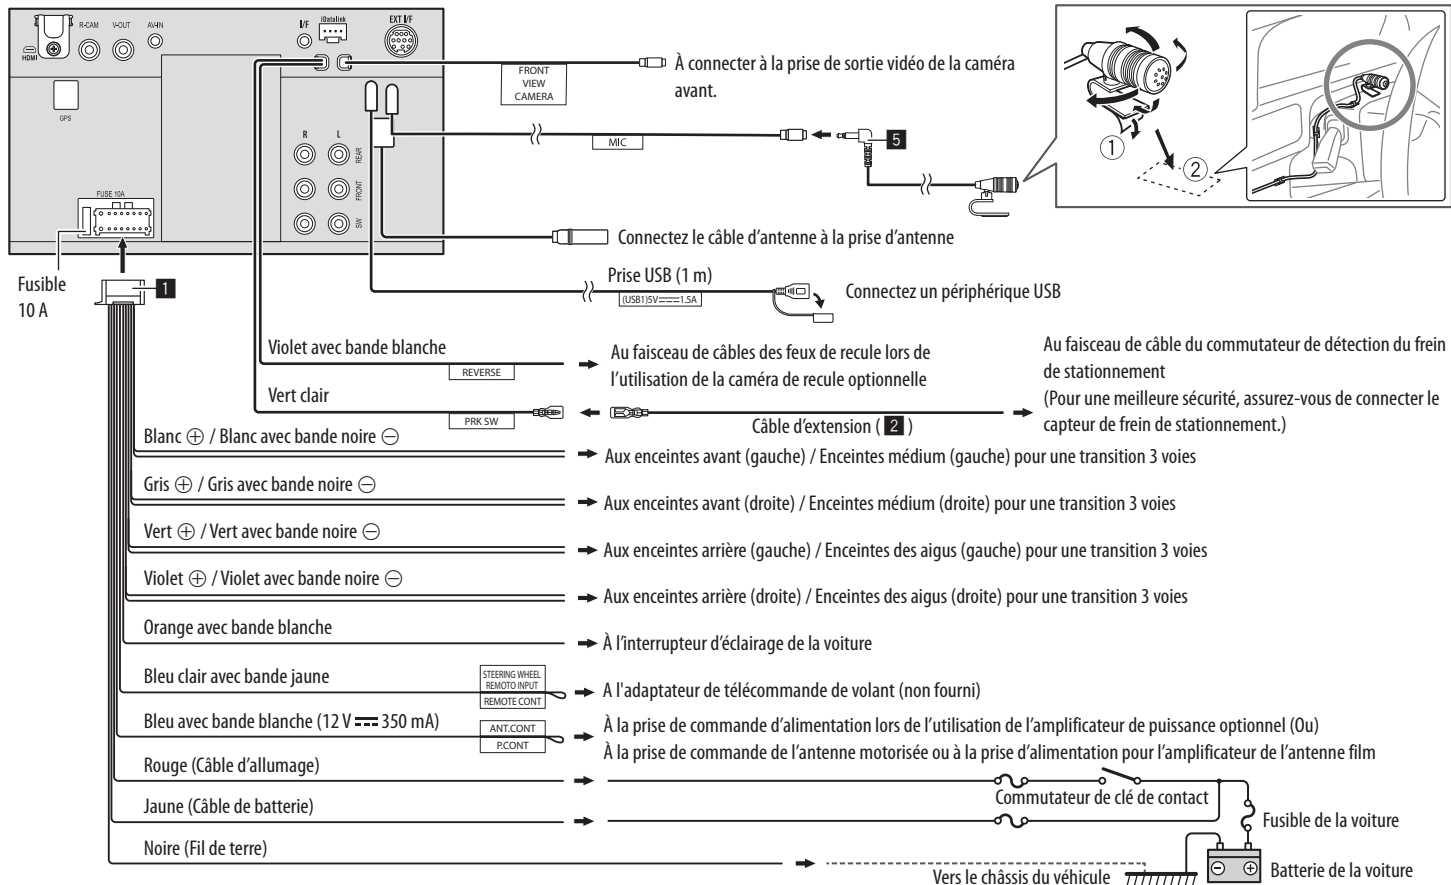 R-CAM
V-OUT
AV-IN
I/F
iDatalink
EXT I/F
HDMI
GPS
R
L
REAR
FRONT
SW
FUSE 10A
FRONT
VIEW
CAMERA
À connecter à la prise de sortie vidéo de la caméra
avant.
MIC
5
1
2
Connectez le câble d'antenne à la prise d'antenne
Fusible
10 A
1
Prise USB (1 m)
(USB1)5V⎓1.5A
Connectez un périphérique USB
Violet avec bande blanche
REVERSE
Au faisceau de câbles des feux de recule lors de
l'utilisation de la caméra de recule optionnelle
Vert clair
PRK SW
Câble d'extension ( 2 )
Au faisceau de câble du commutateur de détection du frein
de stationnement
(Pour une meilleure sécurité, assurez-vous de connecter le
capteur de frein de stationnement.)
Blanc ⊕ / Blanc avec bande noire ⊖
Aux enceintes avant (gauche) / Enceintes médium (gauche) pour une transition 3 voies
Gris ⊕ / Gris avec bande noire ⊖
Aux enceintes avant (droite) / Enceintes médium (droite) pour une transition 3 voies
Vert ⊕ / Vert avec bande noire ⊖
Aux enceintes arrière (gauche) / Enceintes des aigus (gauche) pour une transition 3 voies
Violet ⊕ / Violet avec bande noire ⊖
Aux enceintes arrière (droite) / Enceintes des aigus (droite) pour une transition 3 voies
Orange avec bande blanche
À l'interrupteur d'éclairage de la voiture
Bleu clair avec bande jaune
STEERING WHEEL
REMOTO INPUT
REMOTE CONT
A l'adaptateur de télécommande de volant (non fourni)
Bleu avec bande blanche (12 V ⎓ 350 mA)
ANT.CONT
P.CONT
À la prise de commande d'alimentation lors de l'utilisation de l'amplificateur de puissance optionnel (Ou)
À la prise de commande de l'antenne motorisée ou à la prise d'alimentation pour l'amplificateur de l'antenne film
Rouge (Câble d'allumage)
Commutateur de clé de contact
Jaune (Câble de batterie)
Fusible de la voiture
Noire (Fil de terre)
Vers le châssis du véhicule
⊖ ⊕
Batterie de la voiture